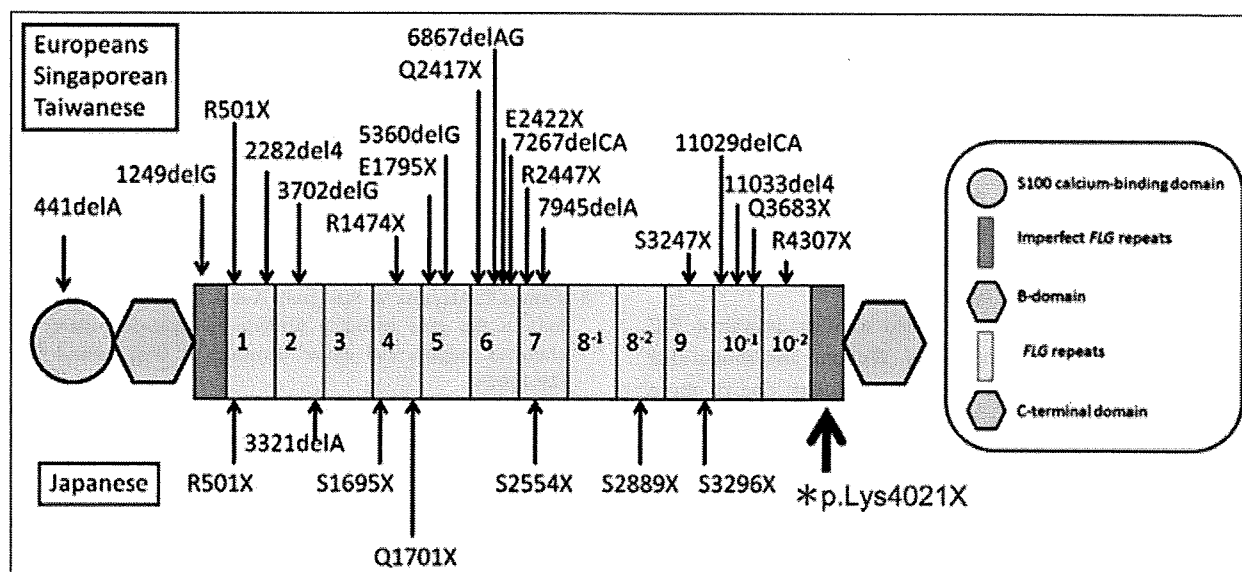 Europeans
Singaporean
Taiwanese
6867delAG
Q2417X
R501X
5360delG
E2422X
2282del4
E1795X
7267delCA
11029delCA
1249delG
3702delG
R2447X
11033del4
441delA
R1474X
7945delA
Q3683X
S3247X
R4307X
1 2 3 4 5 6 7 8-1 8-2 9 10-1 10-2
3321delA
Japanese
R501X
S1695X
S2554X
S2889X
S3296X
*p.Lys4021X
Q1701X
S100 calcium-binding domain
Imperfect FLG repeats
B-domain
FLG repeats
C-terminal domain